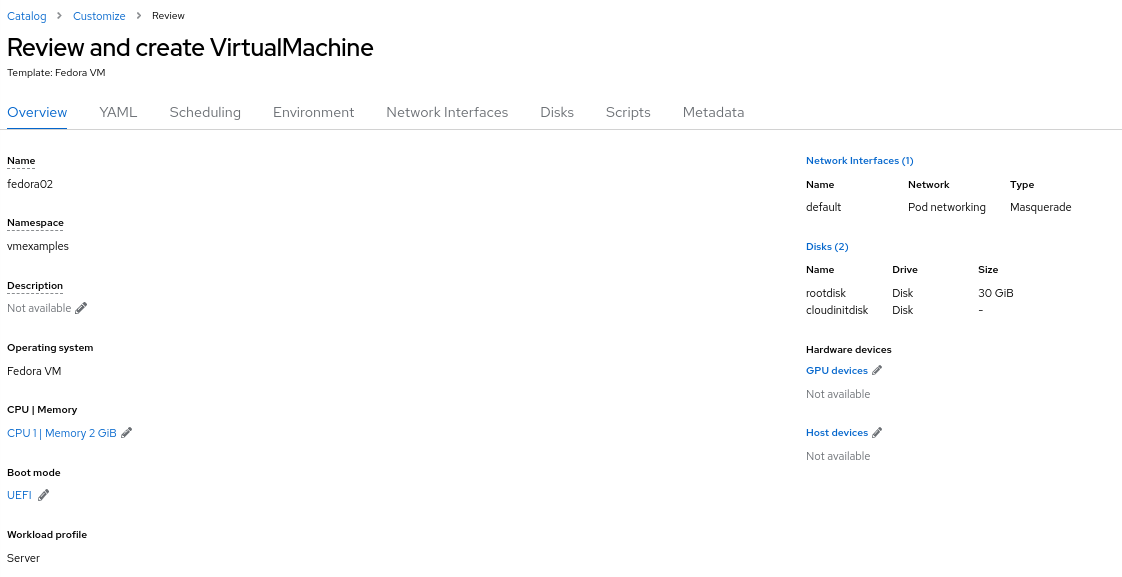 Catalog > Customize > Review
Review and create VirtualMachine
Template: Fedora VM
Overview YAML Scheduling Environment Network Interfaces Disks Scripts Metadata
Name
fedora02
Namespace
vmexamples
Description
Not available
Operating system
Fedora VM
CPU | Memory
CPU 1 | Memory 2 GiB
Boot mode
UEFI
Workload profile
Server
Network Interfaces (1)
Name Network Type
default Pod networking Masquerade
Disks (2)
Name Drive Size
rootdisk Disk 30 GiB
cloudinitdisk Disk -
Hardware devices
GPU devices
Not available
Host devices
Not available